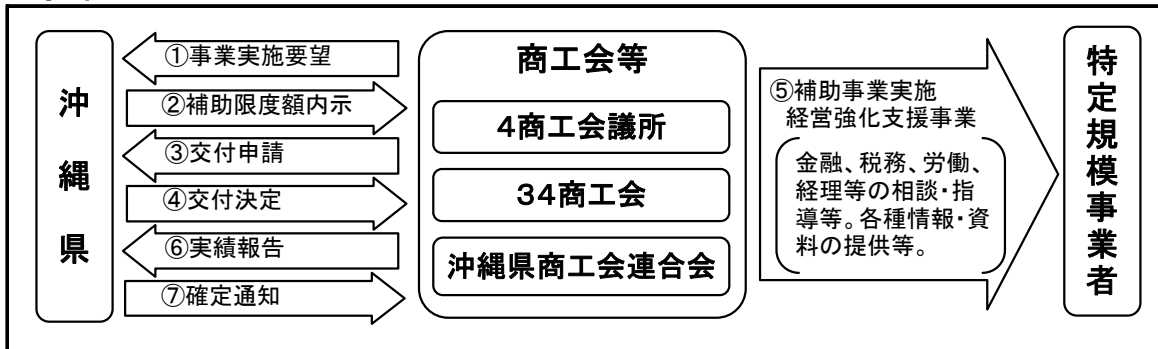 沖縄県
①事業実施要望
②補助限度額内示
③交付申請
④交付決定
⑥実績報告
⑦確定通知
商工会等
4商工会議所
34商工会
沖縄県商工会連合会
⑤補助事業実施
経営強化支援事業
金融、税務、労働、
経理等の相談・指
導等。各種情報・資
料の提供等。
特定規模事業者